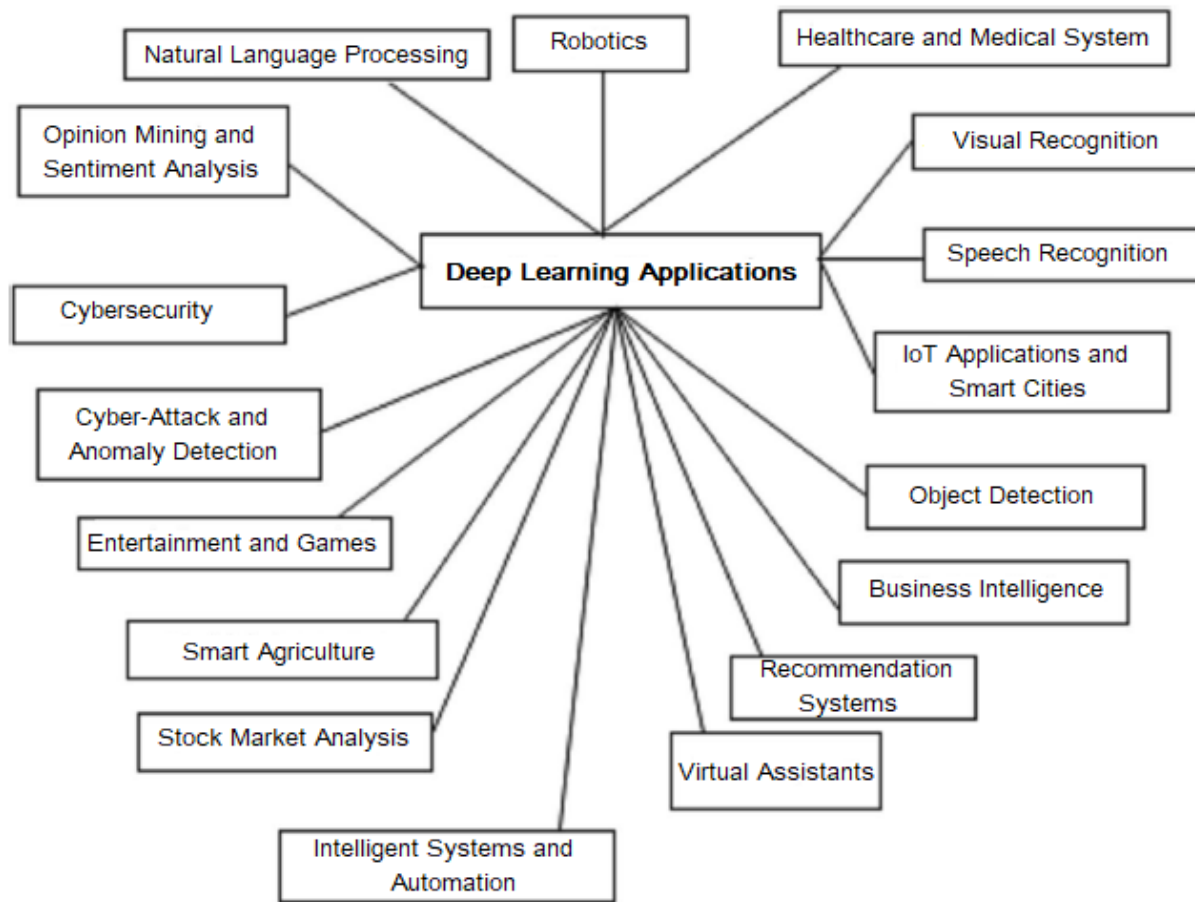 Natural Language Processing
Robotics
Healthcare and Medical System
Opinion Mining and
Sentiment Analysis
Visual Recognition
Deep Learning Applications
Speech Recognition
Cybersecurity
IoT Applications and
Smart Cities
Cyber-Attack and
Anomaly Detection
Object Detection
Entertainment and Games
Business Intelligence
Smart Agriculture
Recommendation
Systems
Stock Market Analysis
Virtual Assistants
Intelligent Systems and
Automation